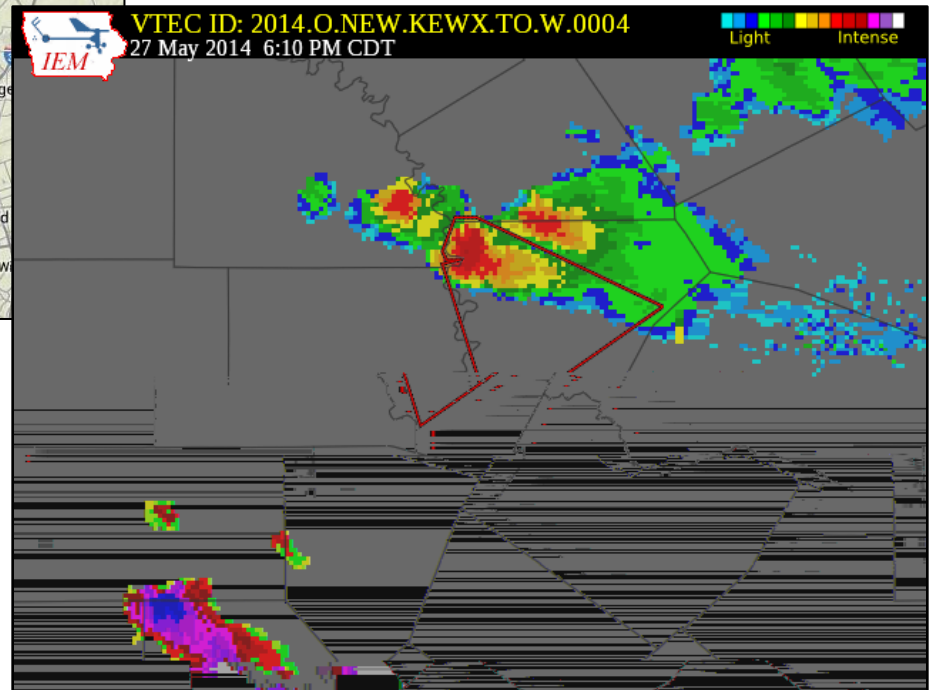 VTEC ID: 2014.O.NEW.KEWX.TO.W.0004
27 May 2014 6:10 PM CDT
IEM
Light Intense